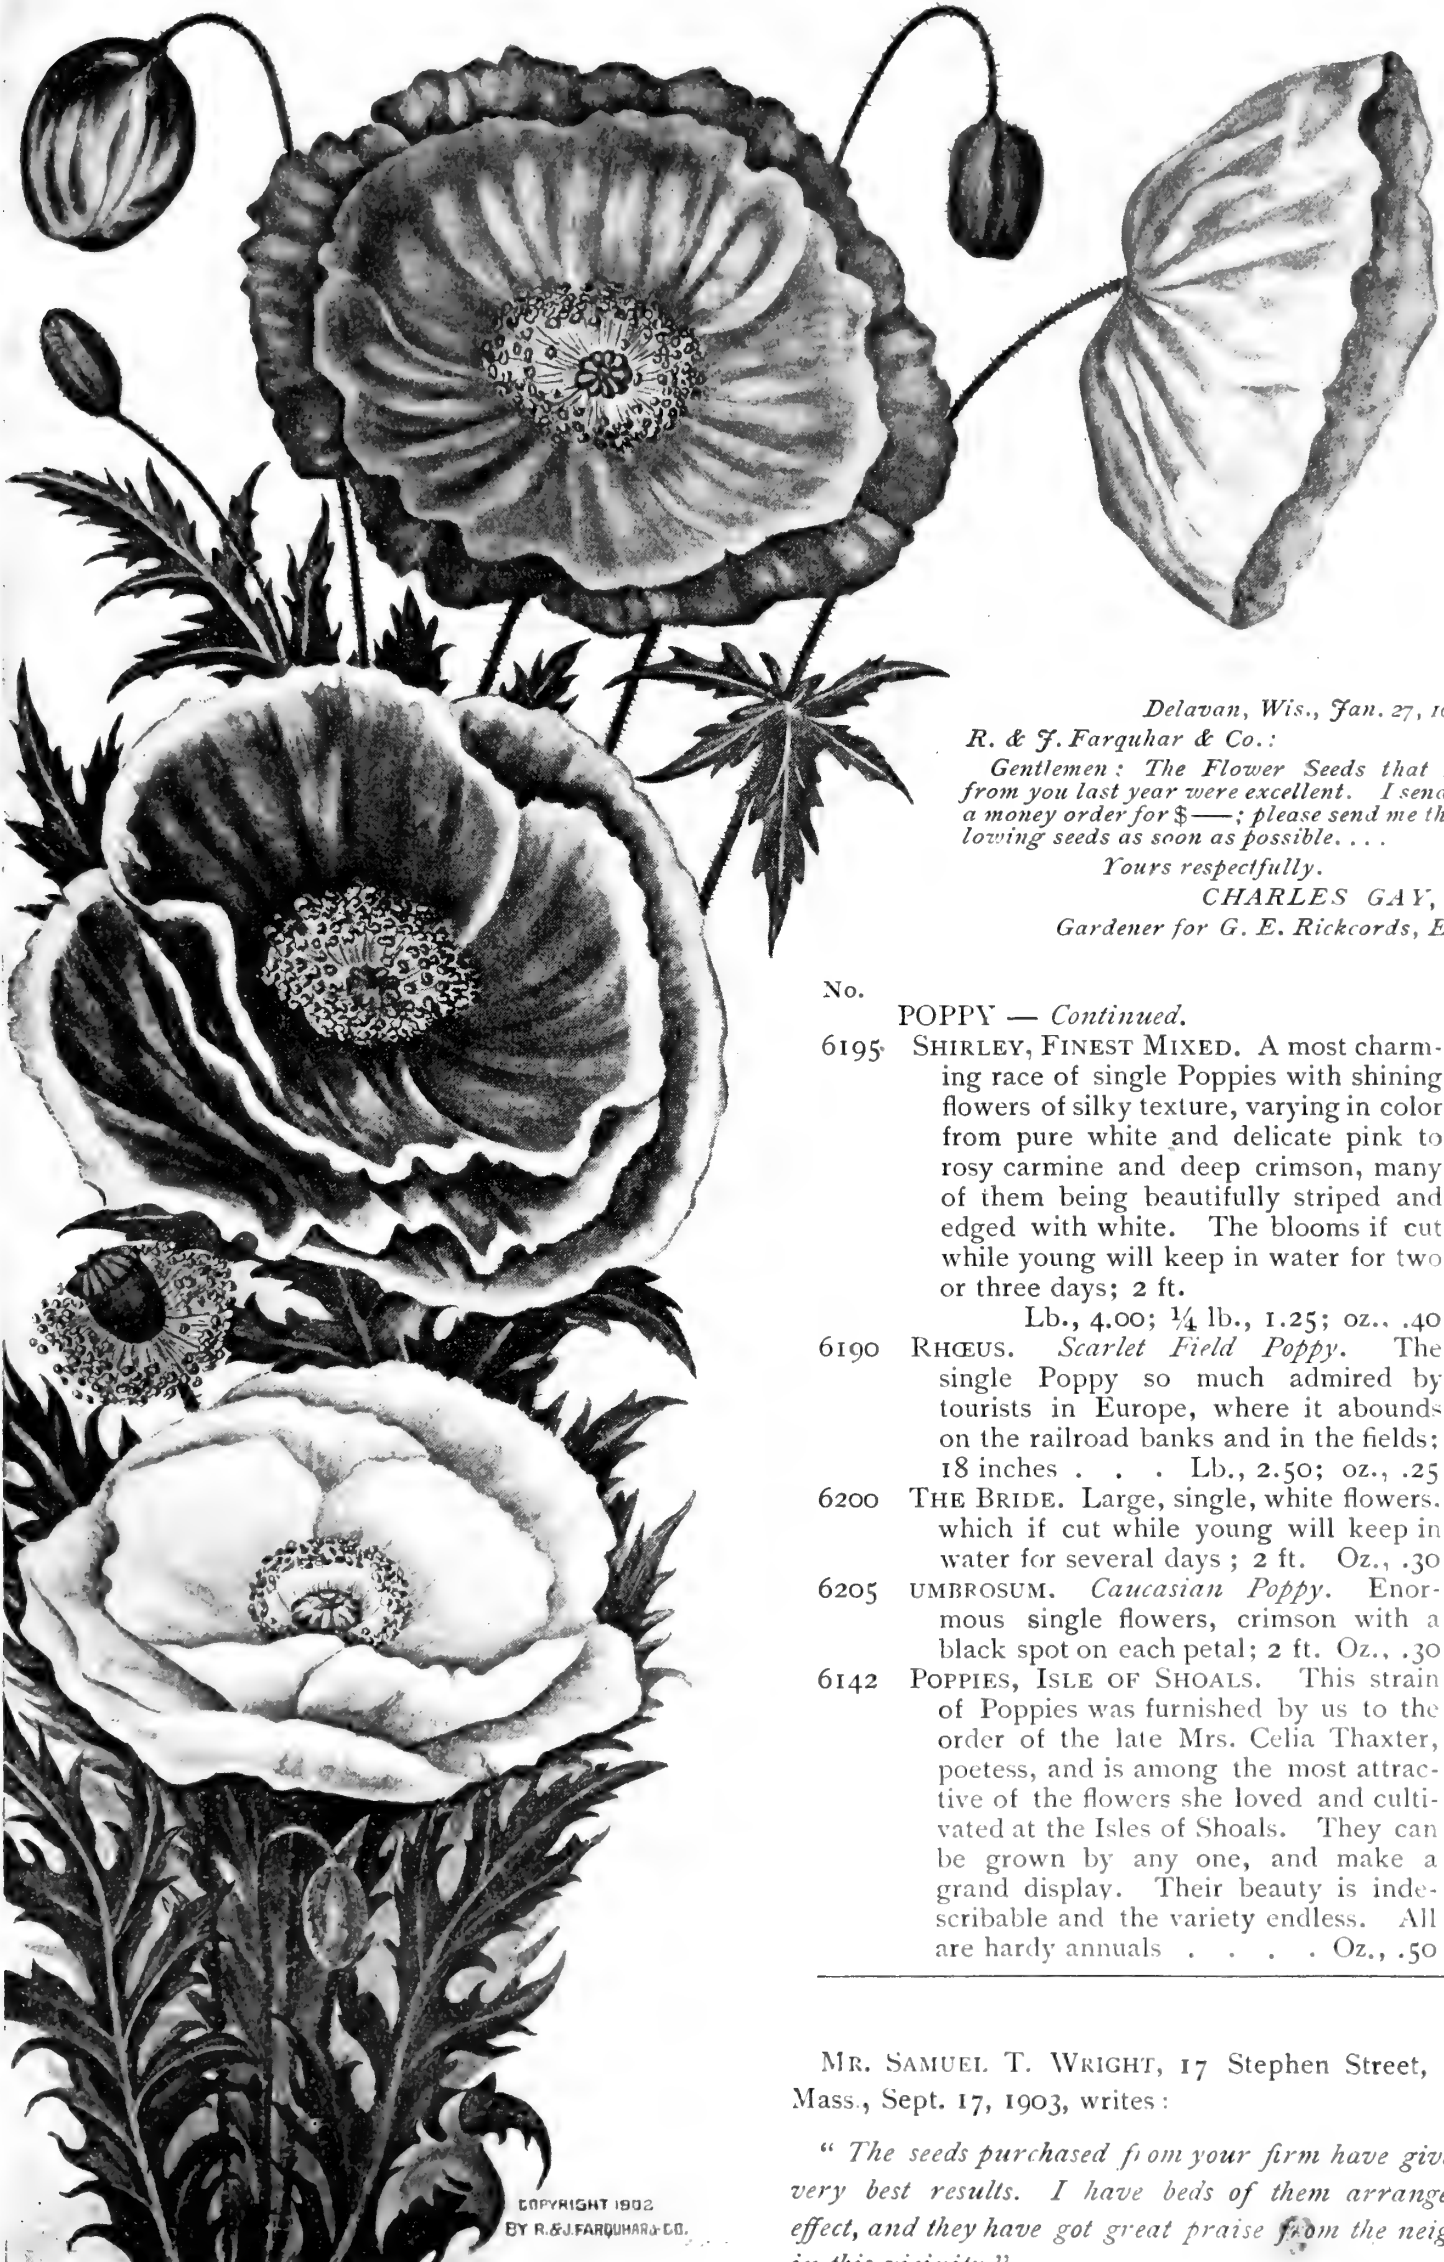 Delavan, Wis., Jan. 27,
R. & J. Farquhar & Co.:
Gentlemen: The Flower Seeds that
from you last year were excellent. I send
a money order for $——; please send me th
lowing seeds as soon as possible. . . .
Yours respectfully.
CHARLES GAY,
Gardener for G. E. Rickcords, E
No.
POPPY — Continued.
6195 SHIRLEY, FINEST MIXED. A most charm-
ing race of single Poppies with shining
flowers of silky texture, varying in color
from pure white and delicate pink to
rosy carmine and deep crimson, many
of them being beautifully striped and
edged with white. The blooms if cut
while young will keep in water for two
or three days; 2 ft.
Lb., 4.00; ¼ lb., 1.25; oz., .40
6190 RHŒUS. Scarlet Field Poppy. The
single Poppy so much admired by
tourists in Europe, where it abounds
on the railroad banks and in the fields;
18 inches . . . Lb., 2.50; oz., .25
6200 THE BRIDE. Large, single, white flowers.
which if cut while young will keep in
water for several days ; 2 ft. Oz., .30
6205 UMBROSUM. Caucasian Poppy. Enor-
mous single flowers, crimson with a
black spot on each petal; 2 ft. Oz., .30
6142 POPPIES, ISLE OF SHOALS. This strain
of Poppies was furnished by us to the
order of the late Mrs. Celia Thaxter,
poetess, and is among the most attrac-
tive of the flowers she loved and culti-
vated at the Isles of Shoals. They can
be grown by any one, and make a
grand display. Their beauty is inde-
scribable and the variety endless. All
are hardy annuals . . . . Oz., .50
MR. SAMUEL T. WRIGHT, 17 Stephen Street,
Mass., Sept. 17, 1903, writes :
" The seeds purchased from your firm have giv
very best results. I have beds of them arrange
effect, and they have got great praise from the neig
in this vicinity."
COPYRIGHT 1902
BY R.& J. FARQUHAR & CO.